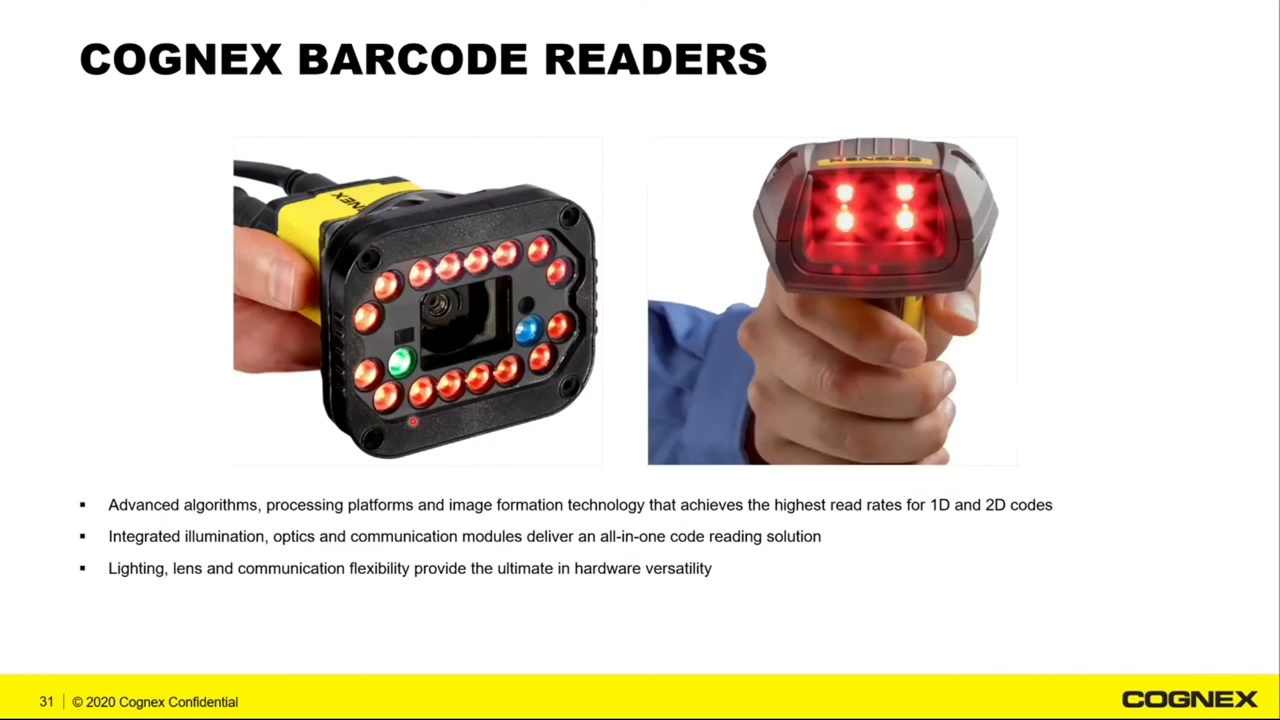 COGNEX BARCODE READERS
COGNEX
COGNEX
▪ Advanced algorithms, processing platforms and image formation technology that achieves the highest read rates for 1D and 2D codes
▪ Integrated illumination, optics and communication modules deliver an all-in-one code reading solution
▪ Lighting, lens and communication flexibility provide the ultimate in hardware versatility
31 | © 2020 Cognex Confidential
COGNEX